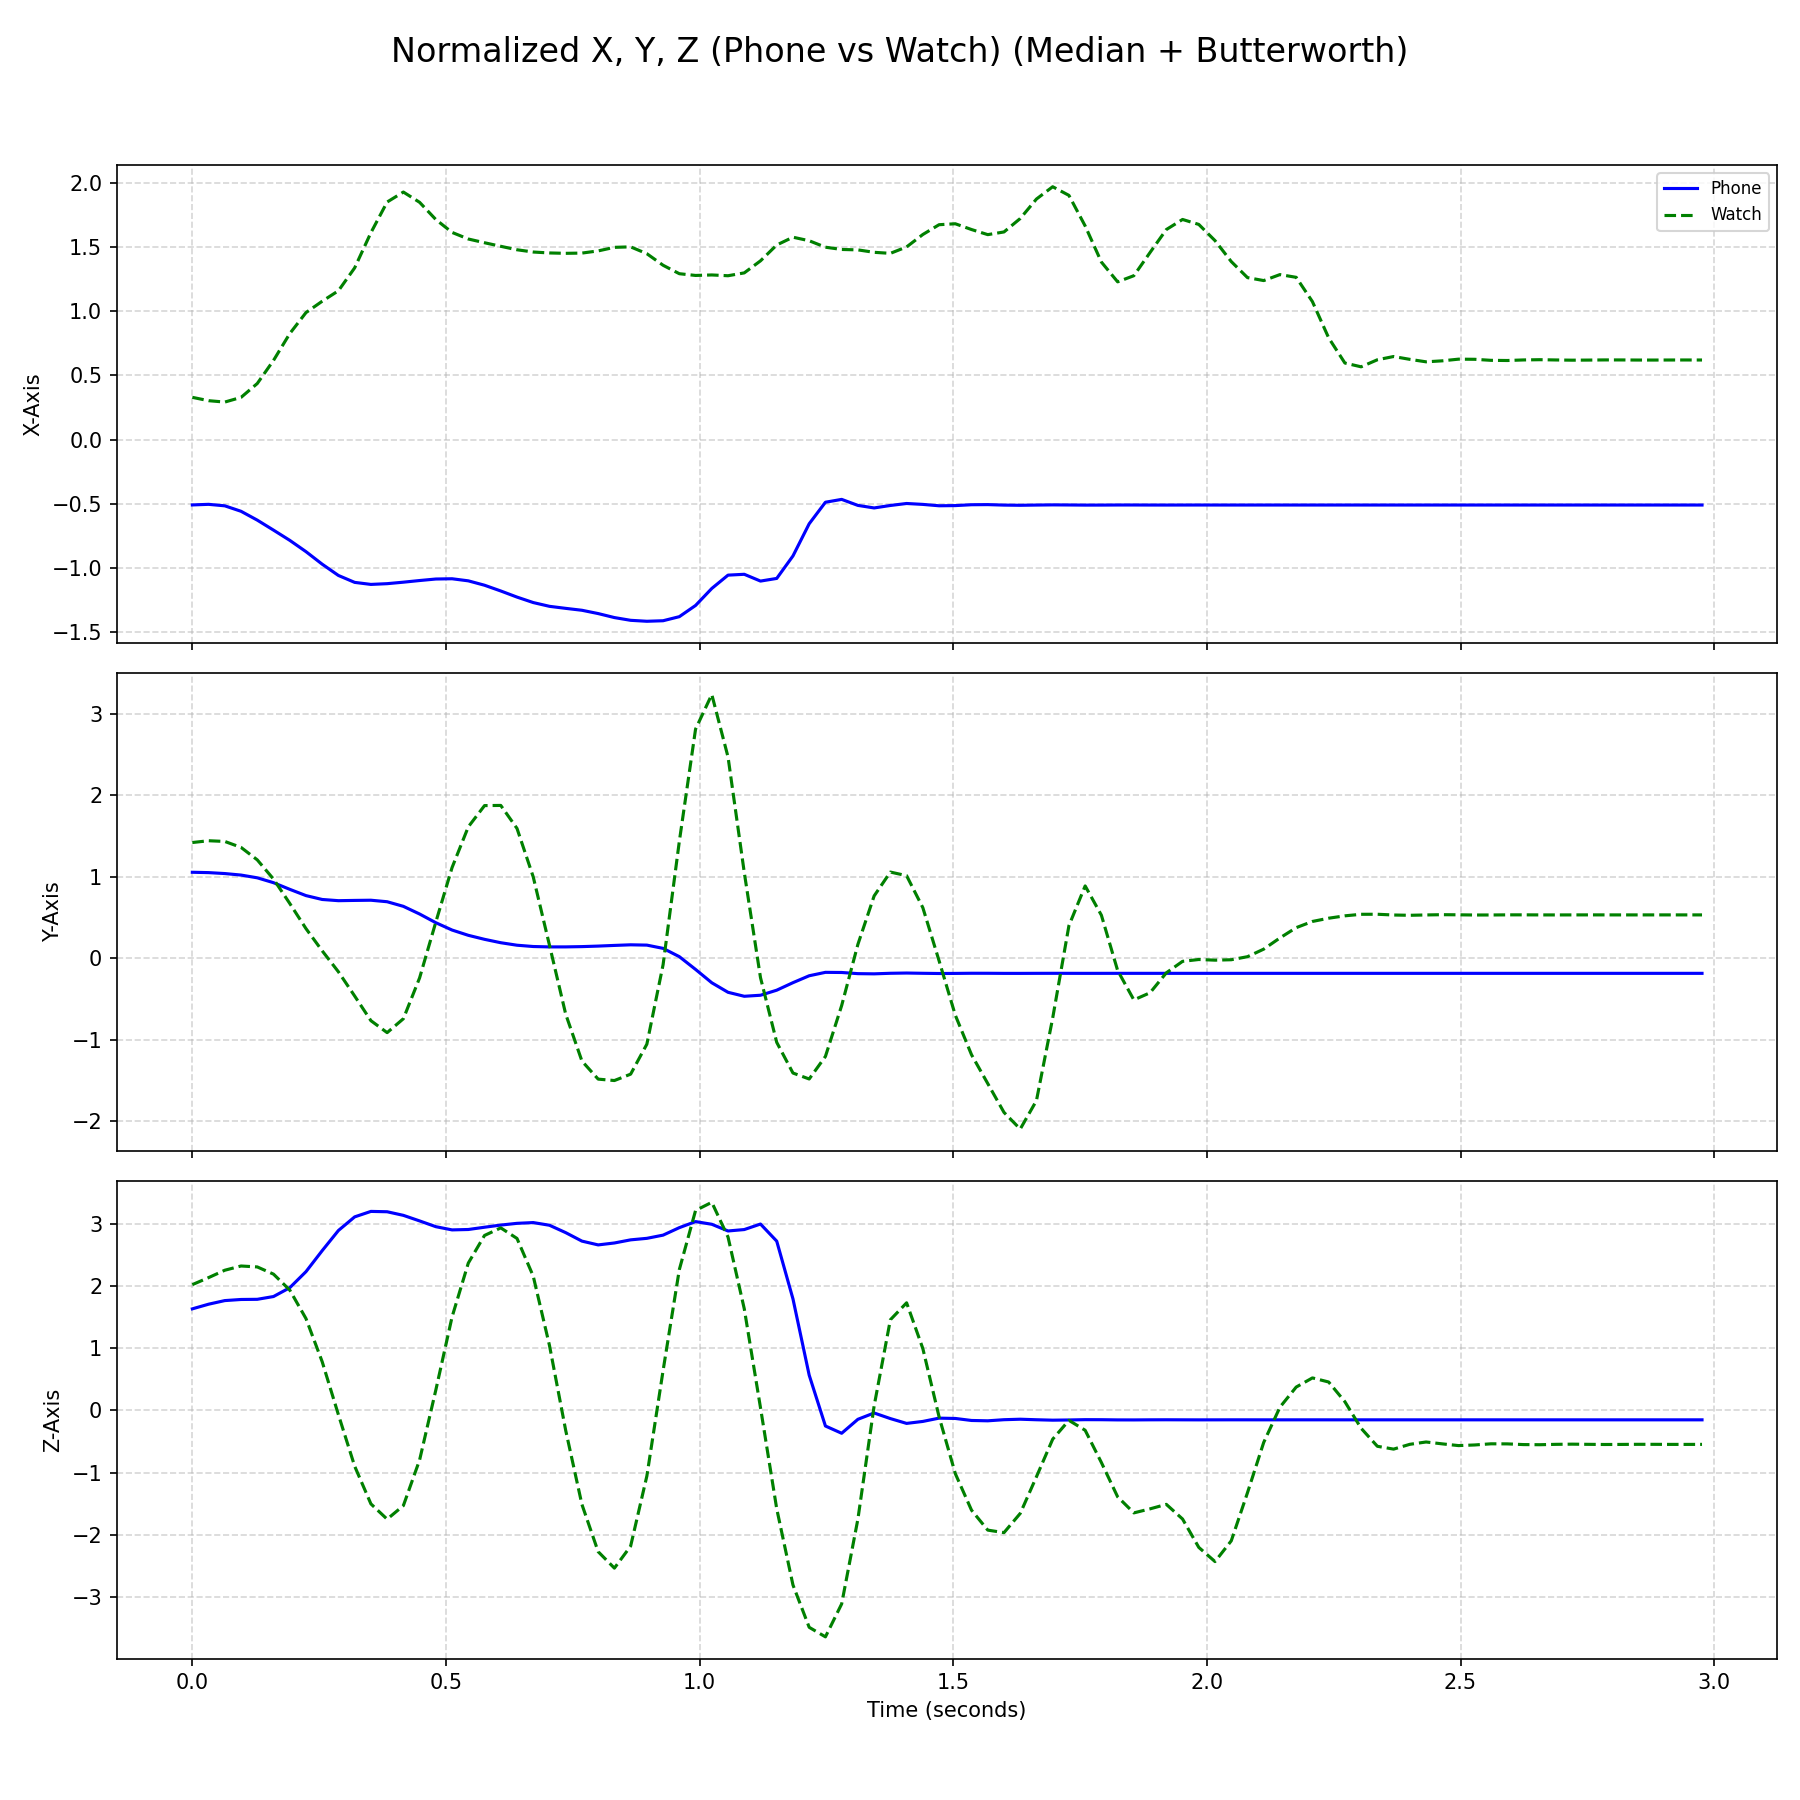 Normalized X, Y, Z (Phone vs Watch) (Median + Butterworth)
Phone
Watch
X-Axis
2.0
1.5
1.0
0.5
0.0
−0.5
−1.0
−1.5
Y-Axis
3
2
1
0
−1
−2
Z-Axis
3
2
1
0
−1
−2
−3
0.0 0.5 1.0 1.5 2.0 2.5 3.0
Time (seconds)